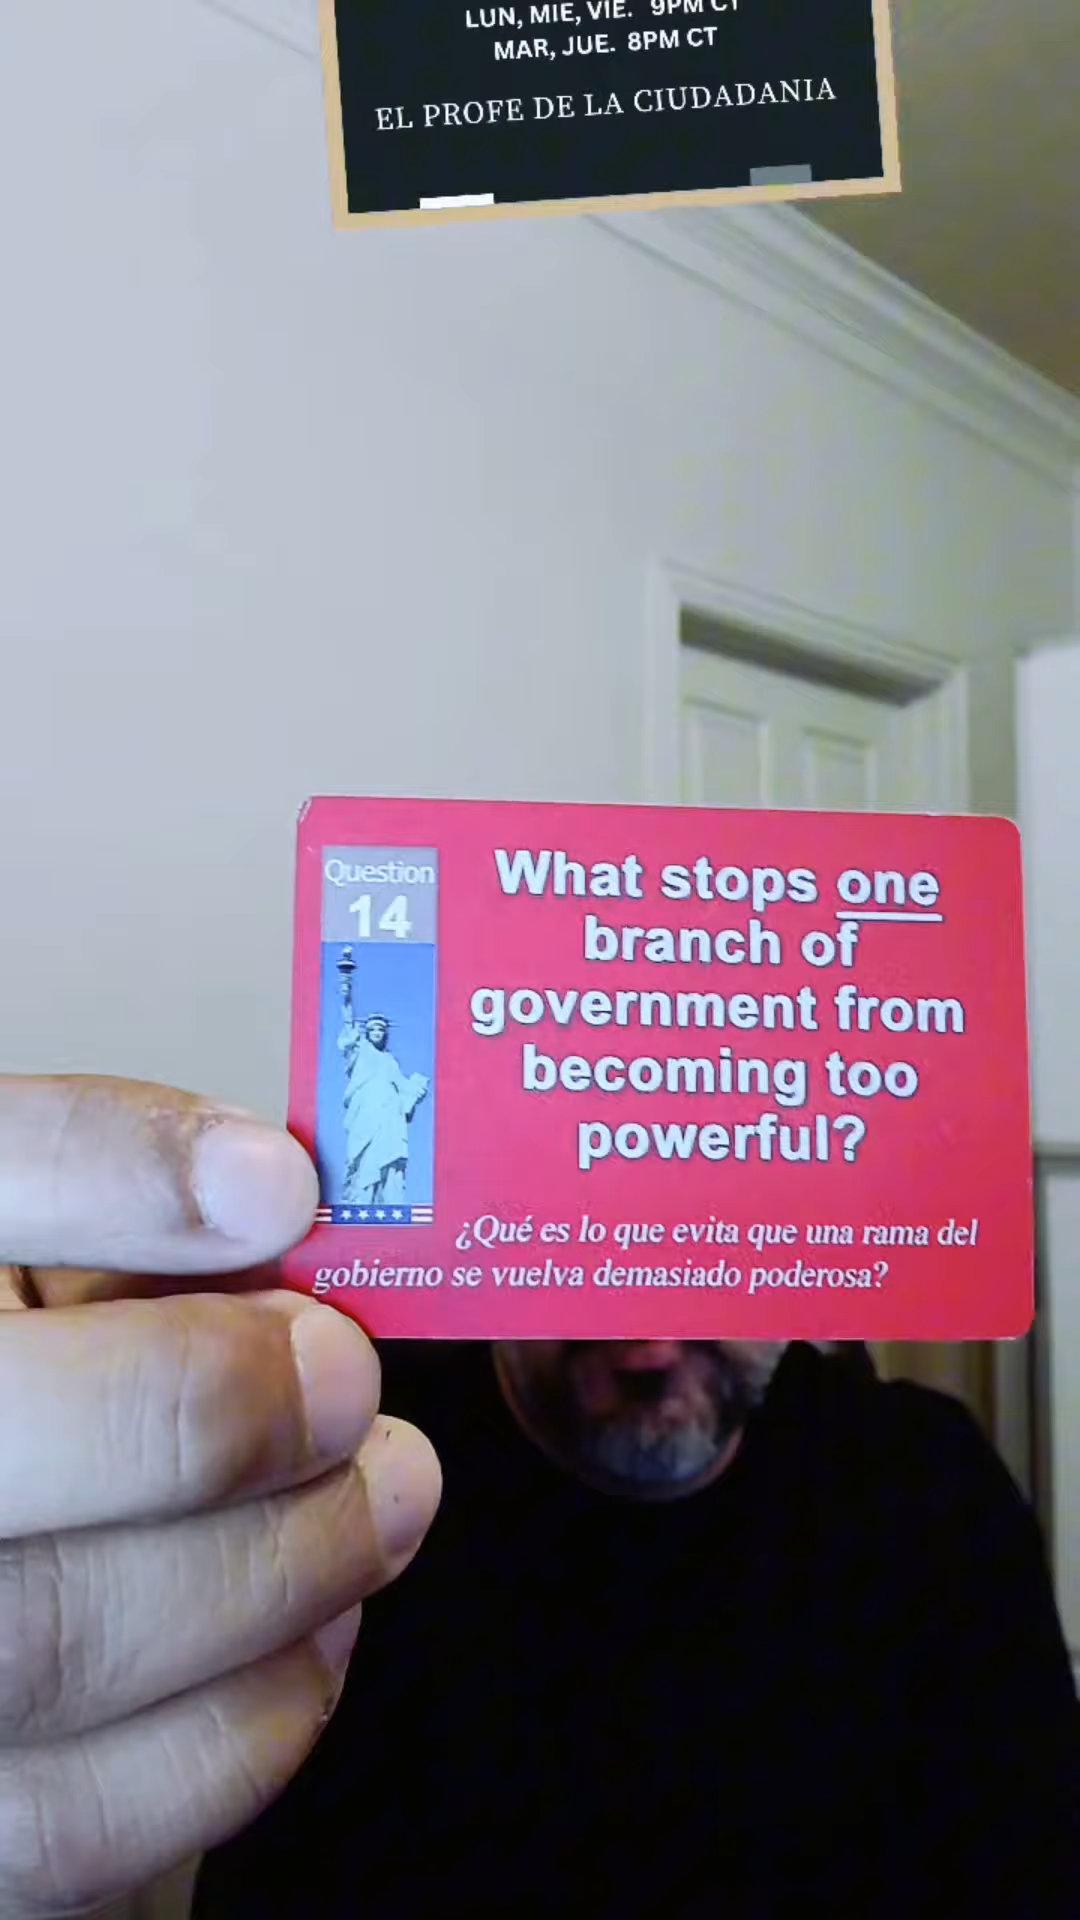 LUN, MIE, VIE. 9PM CT
MAR, JUE. 8PM CT
EL PROFE DE LA CIUDADANIA
Question
14
What stops one
branch of
government from
becoming too
powerful?
¿Qué es lo que evita que una rama del
gobierno se vuelva demasiado poderosa?